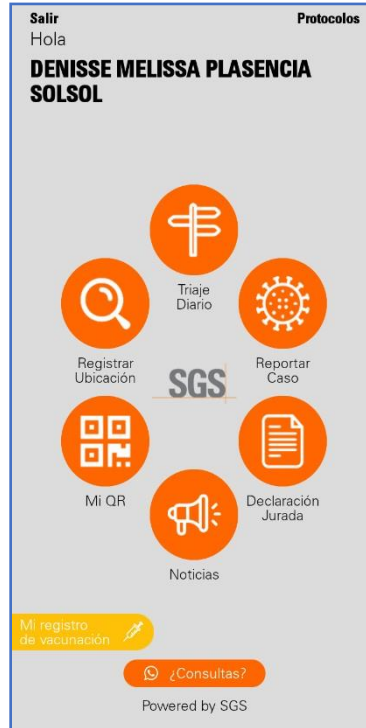 Salir
Protocolos
Hola
DENISSE MELISSA PLASENCIA
SOLSOL
Triaje
Diario
Registrar
Ubicación
Reportar
Caso
SGS
Mi QR
Declaración
Jurada
Noticias
Mi registro
de vacunación
¿Consultas?
Powered by SGS